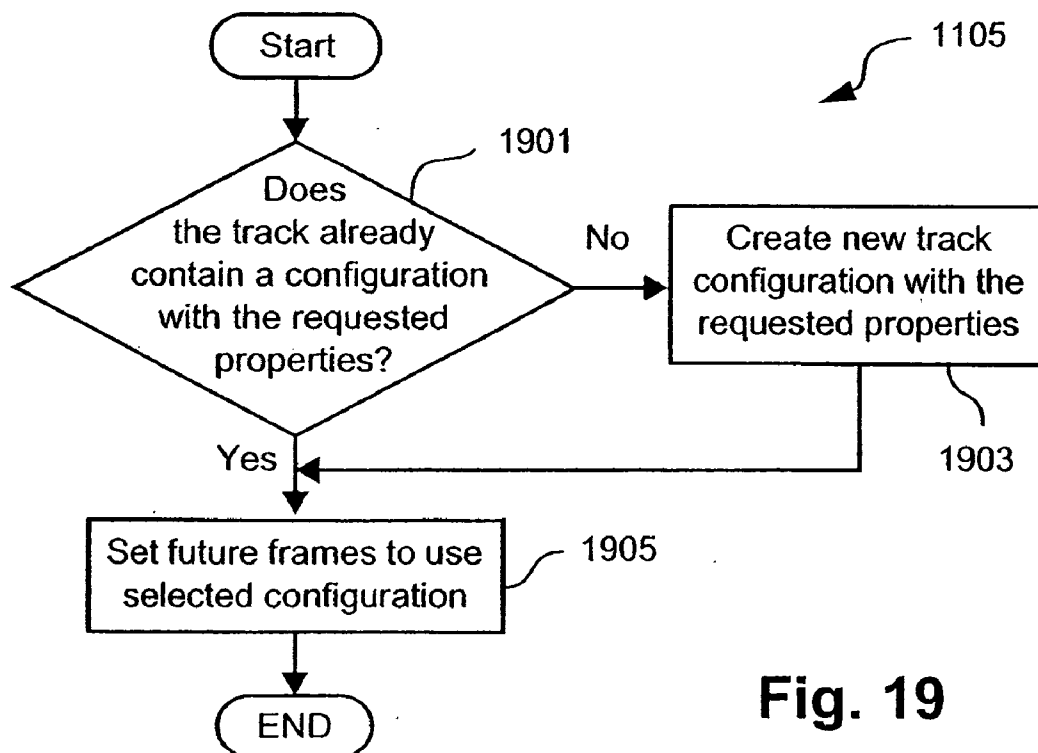 Start
1105
1901
Does
the track already
contain a configuration
with the requested
properties?
No
Create new track
configuration with the
requested properties
1903
Yes
Set future frames to use
selected configuration
1905
END
Fig. 19